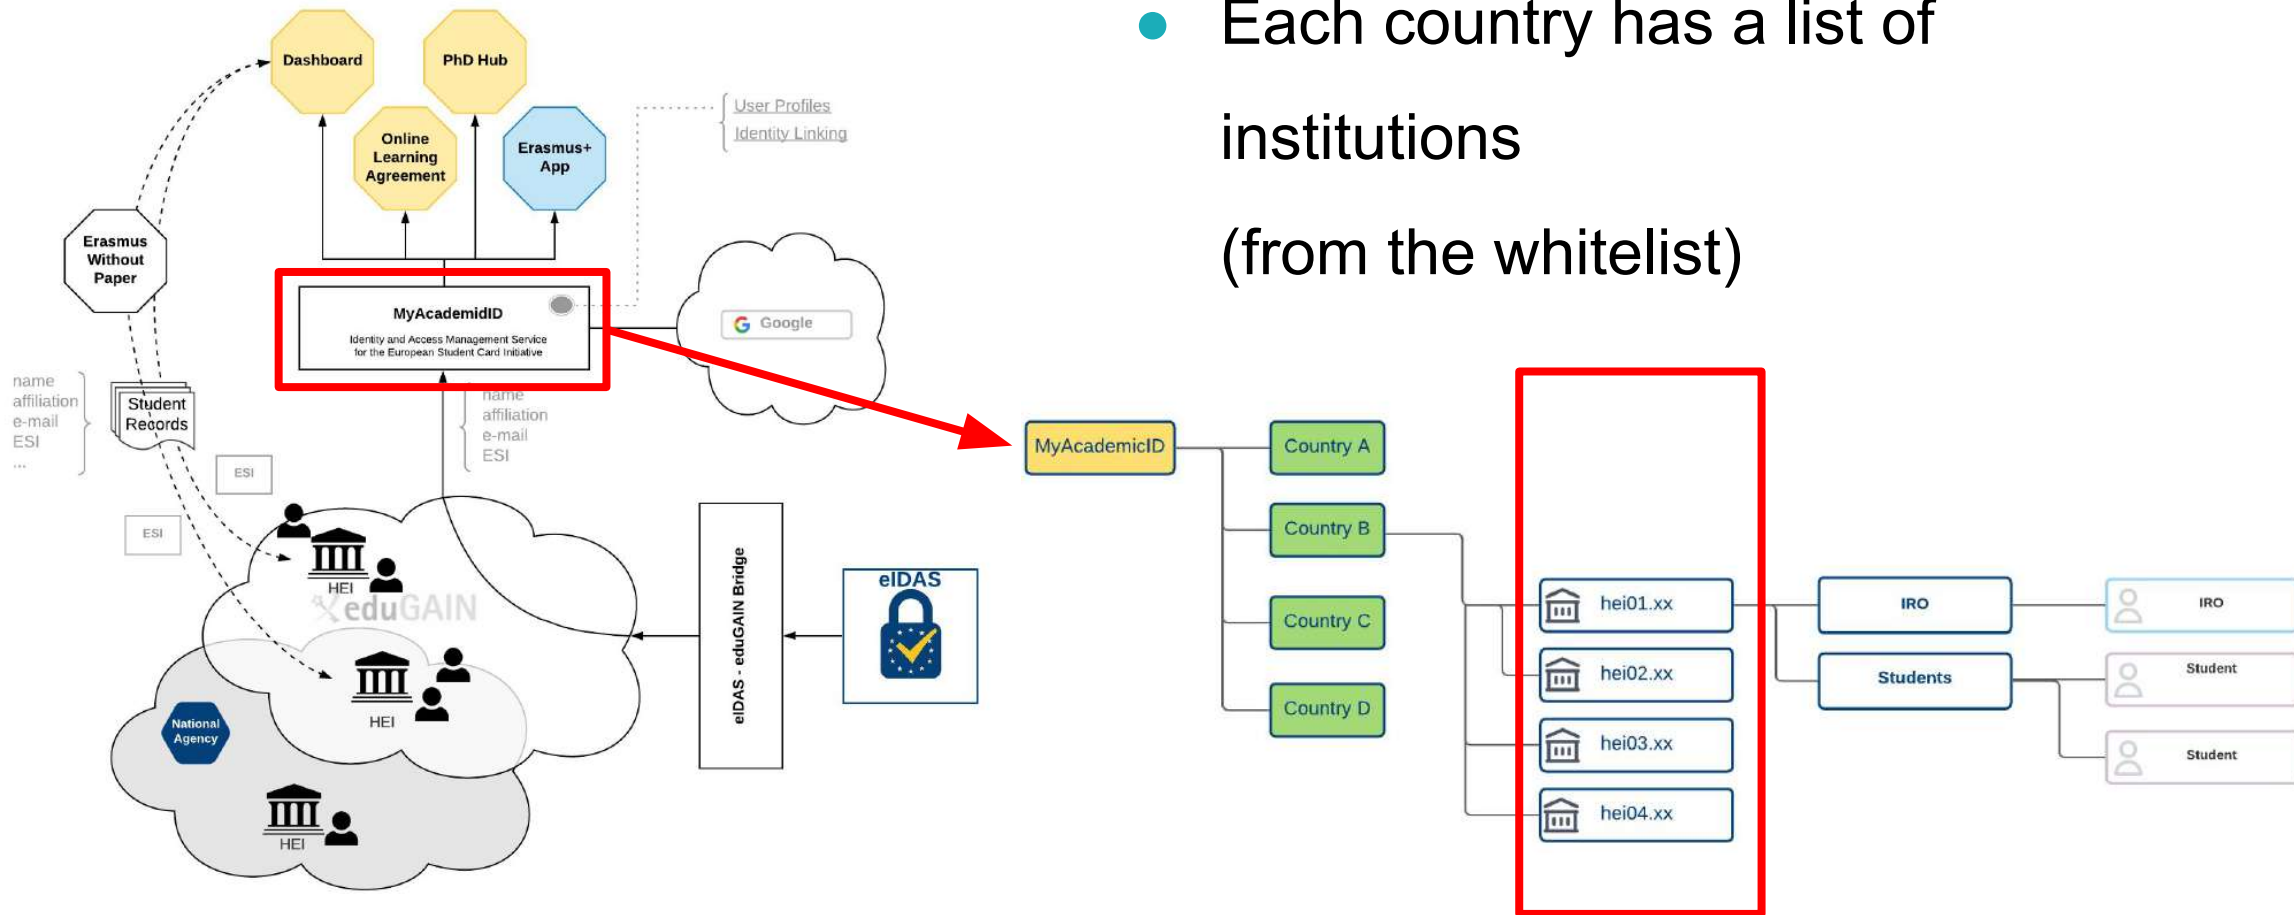 Each country has a list of
institutions
(from the whitelist)
Dashboard
PhD Hub
Online
Learning
Agreement
Erasmus+
App
User Profiles
Identity Linking
Erasmus
Without
Paper
MyAcademidID
Identity and Access Management Service
for the European Student Card Initiative
Google
name
affiliation
e-mail
ESI
...
Student
Records
name
affiliation
e-mail
ESI
ESI
ESI
HEI
eduGAIN
HEI
National
Agency
HEI
eIDAS - eduGAIN Bridge
eIDAS
MyAcademicID
Country A
Country B
Country C
Country D
hei01.xx
hei02.xx
hei03.xx
hei04.xx
IRO
Students
IRO
Student
Student